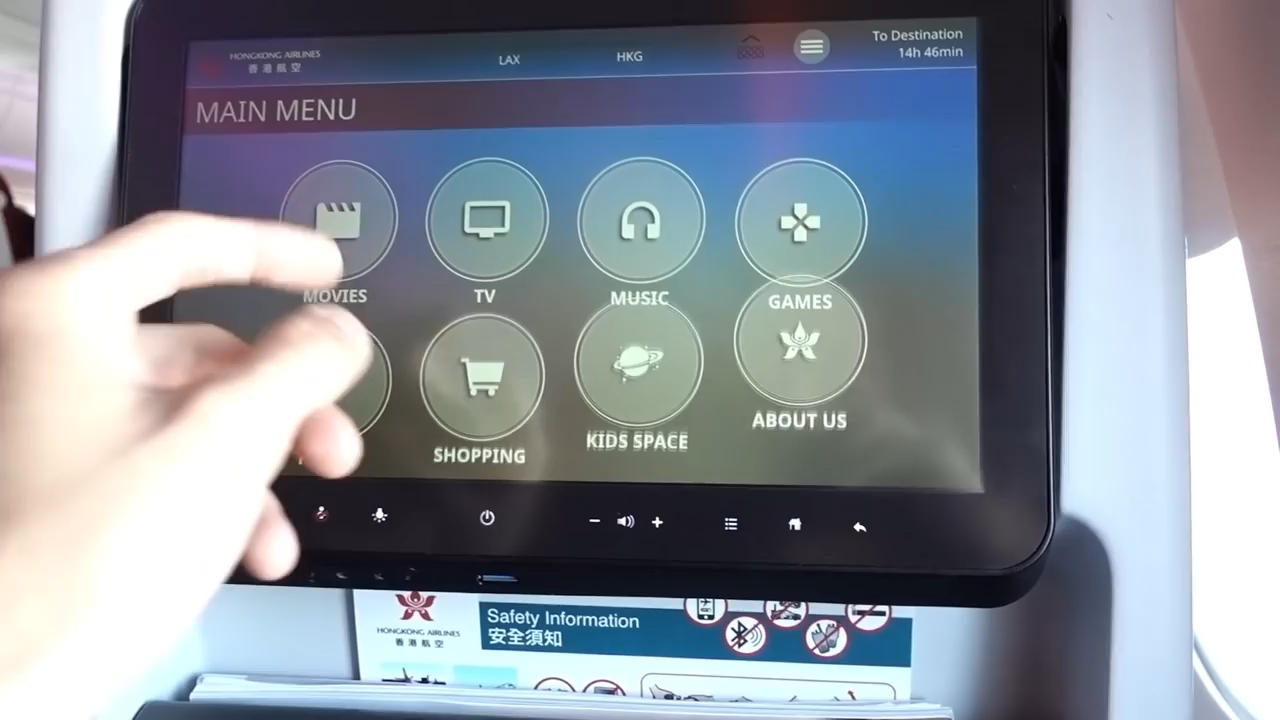 HONGKONG AIRLINES
香港航空
LAX
HKG
To Destination
14h 46min
MAIN MENU
MOVIES
TV
MUSIC
GAMES
SHOPPING
KIDS SPACE
ABOUT US
HONGKONG AIRLINES
香港航空
Safety Information
安全須知